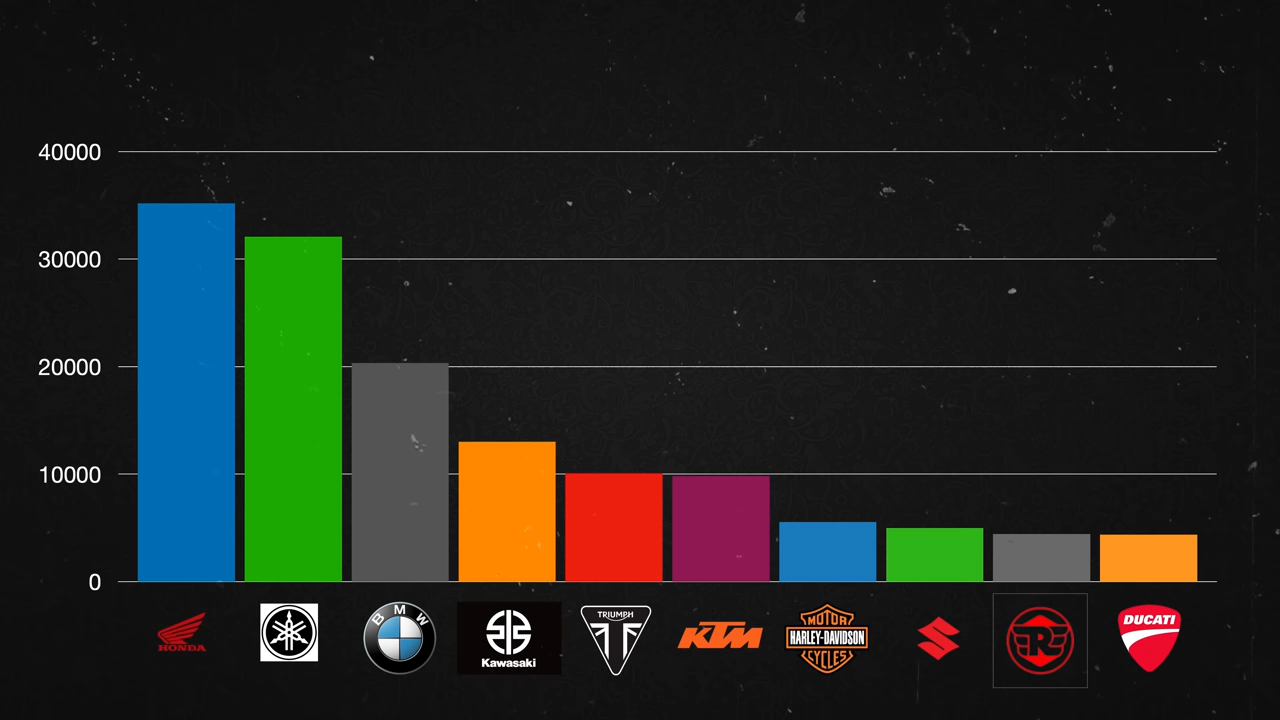 40000
30000
20000
10000
0
HONDA
BMW
Kawasaki
TRIUMPH
KTM
MOTOR
HARLEY-DAVIDSON
CYCLES
R
DUCATI